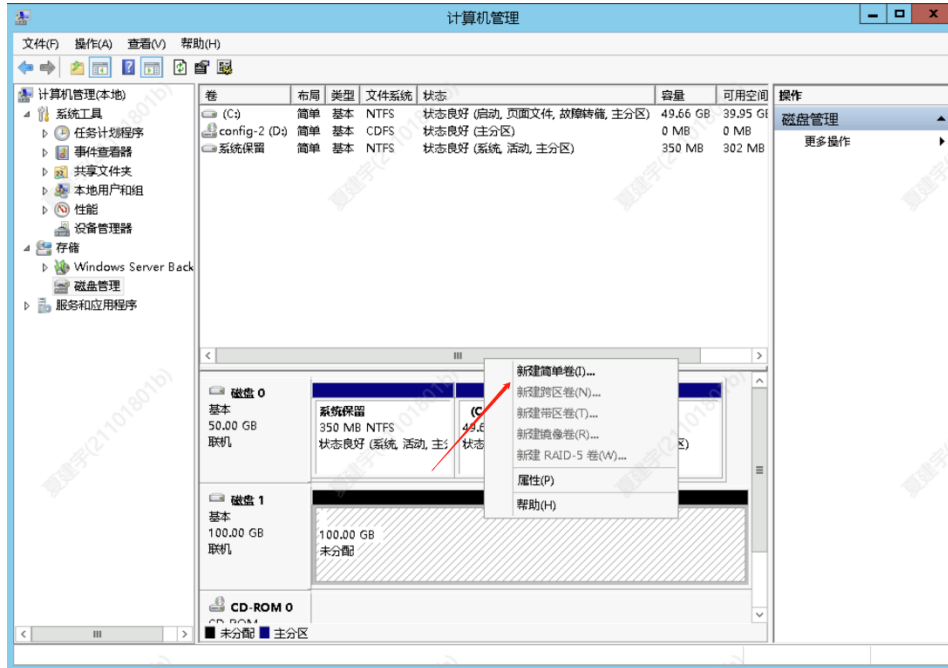 计算机管理
文件(F) 操作(A) 查看(V) 帮助(H)
计算机管理(本地)
系统工具
任务计划程序
事件查看器
共享文件夹
本地用户和组
性能
设备管理器
存储
Windows Server Back
磁盘管理
服务和应用程序
卷 布局 类型 文件系统 状态 容量 可用空间
(C:) 简单 基本 NTFS 状态良好 (启动, 页面文件, 故障转储, 主分区) 49.66 GB 39.95 GB
config-2 (D:) 简单 基本 CDFS 状态良好 (主分区) 0 MB 0 MB
系统保留 简单 基本 NTFS 状态良好 (系统, 活动, 主分区) 350 MB 302 MB
操作
磁盘管理
更多操作
新建简单卷(I)...
新建跨区卷(N)...
新建带区卷(T)...
新建镜像卷(R)...
新建 RAID-5 卷(W)...
属性(P)
帮助(H)
磁盘 0
基本
50.00 GB
联机
系统保留
350 MB NTFS
状态良好 (系统, 活动, 主
(C
49.6
状态
区)
磁盘 1
基本
100.00 GB
联机
100.00 GB
未分配
CD-ROM 0
CD-ROM
未分配 主分区
夏建宇(21101801b)